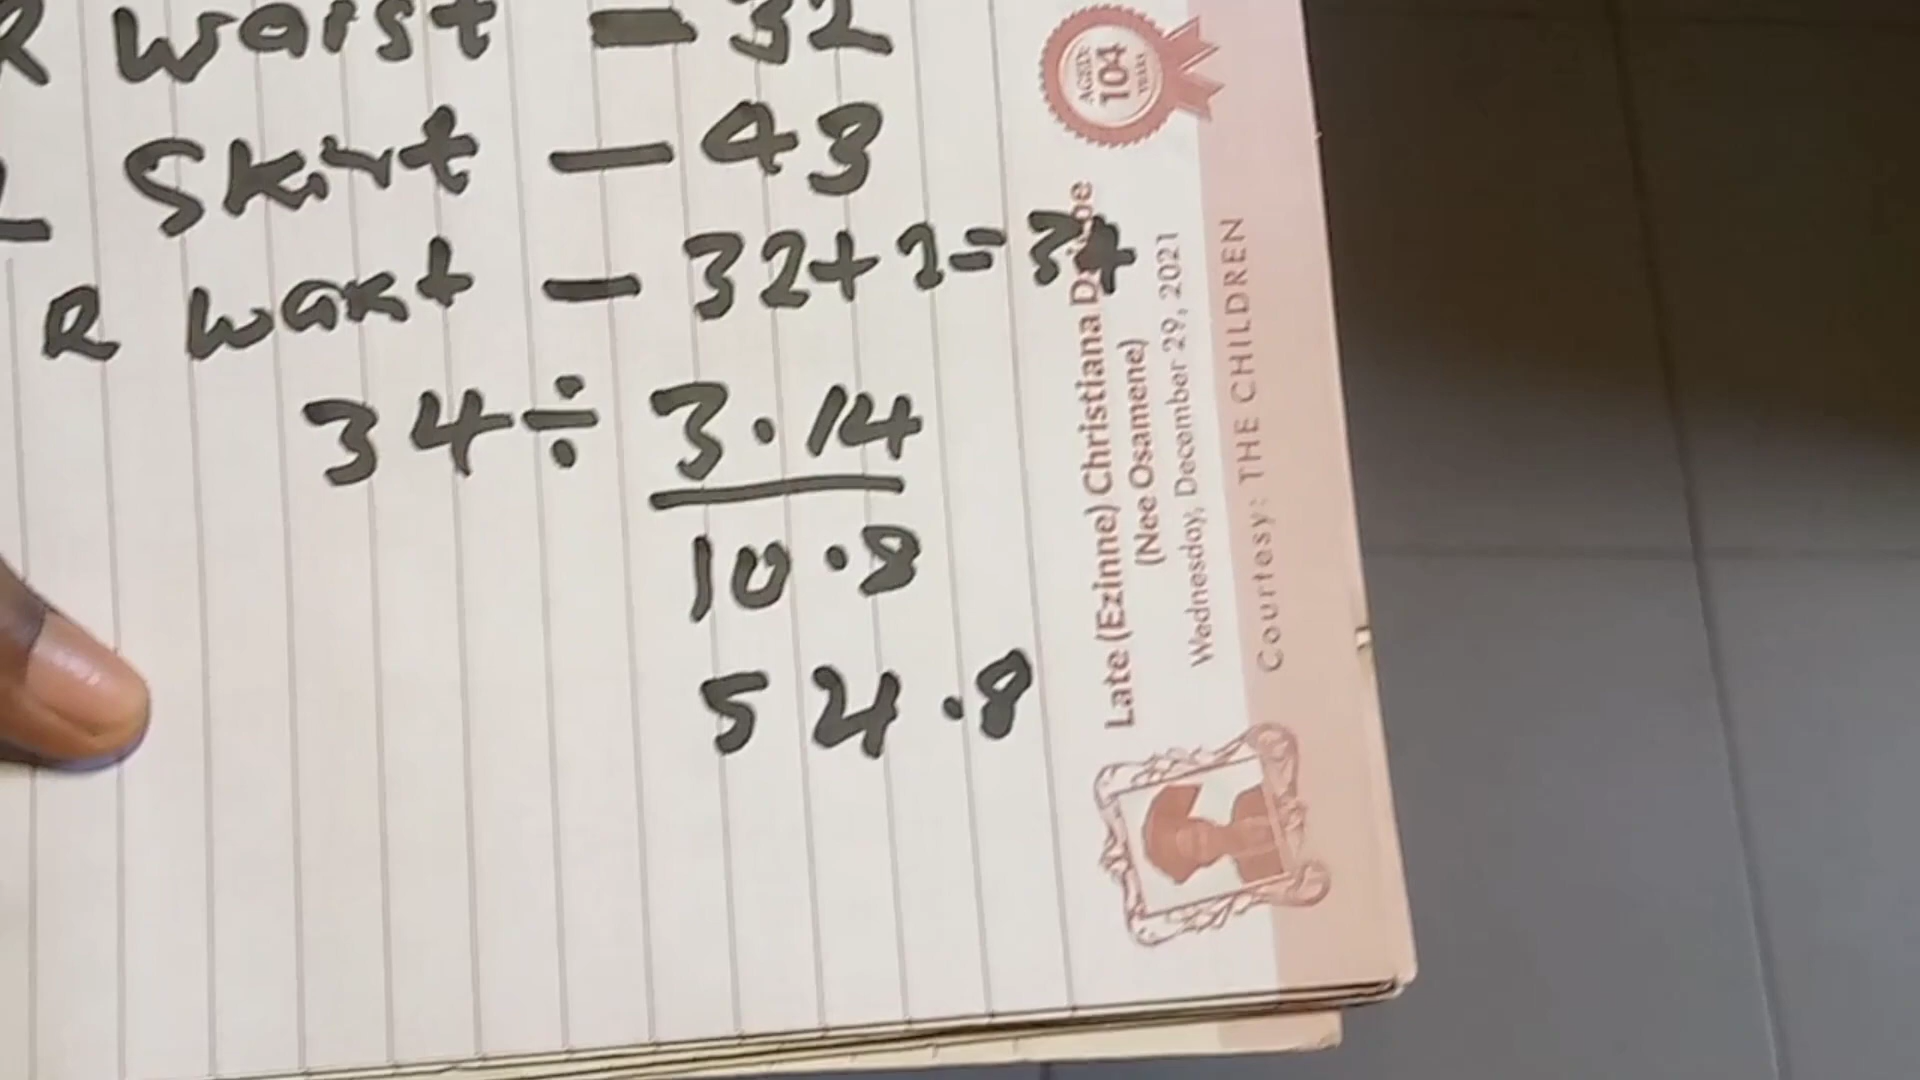 R waist - 32
Skirt - 43
R waxt - 32+2=34
34÷3.14
10.8
54.8
AGED:
104
YEARS
Late (Ezinne) Christiana
(Nee Osamene)
Wednesday, December 29, 2021
Courtesy: THE CHILDREN